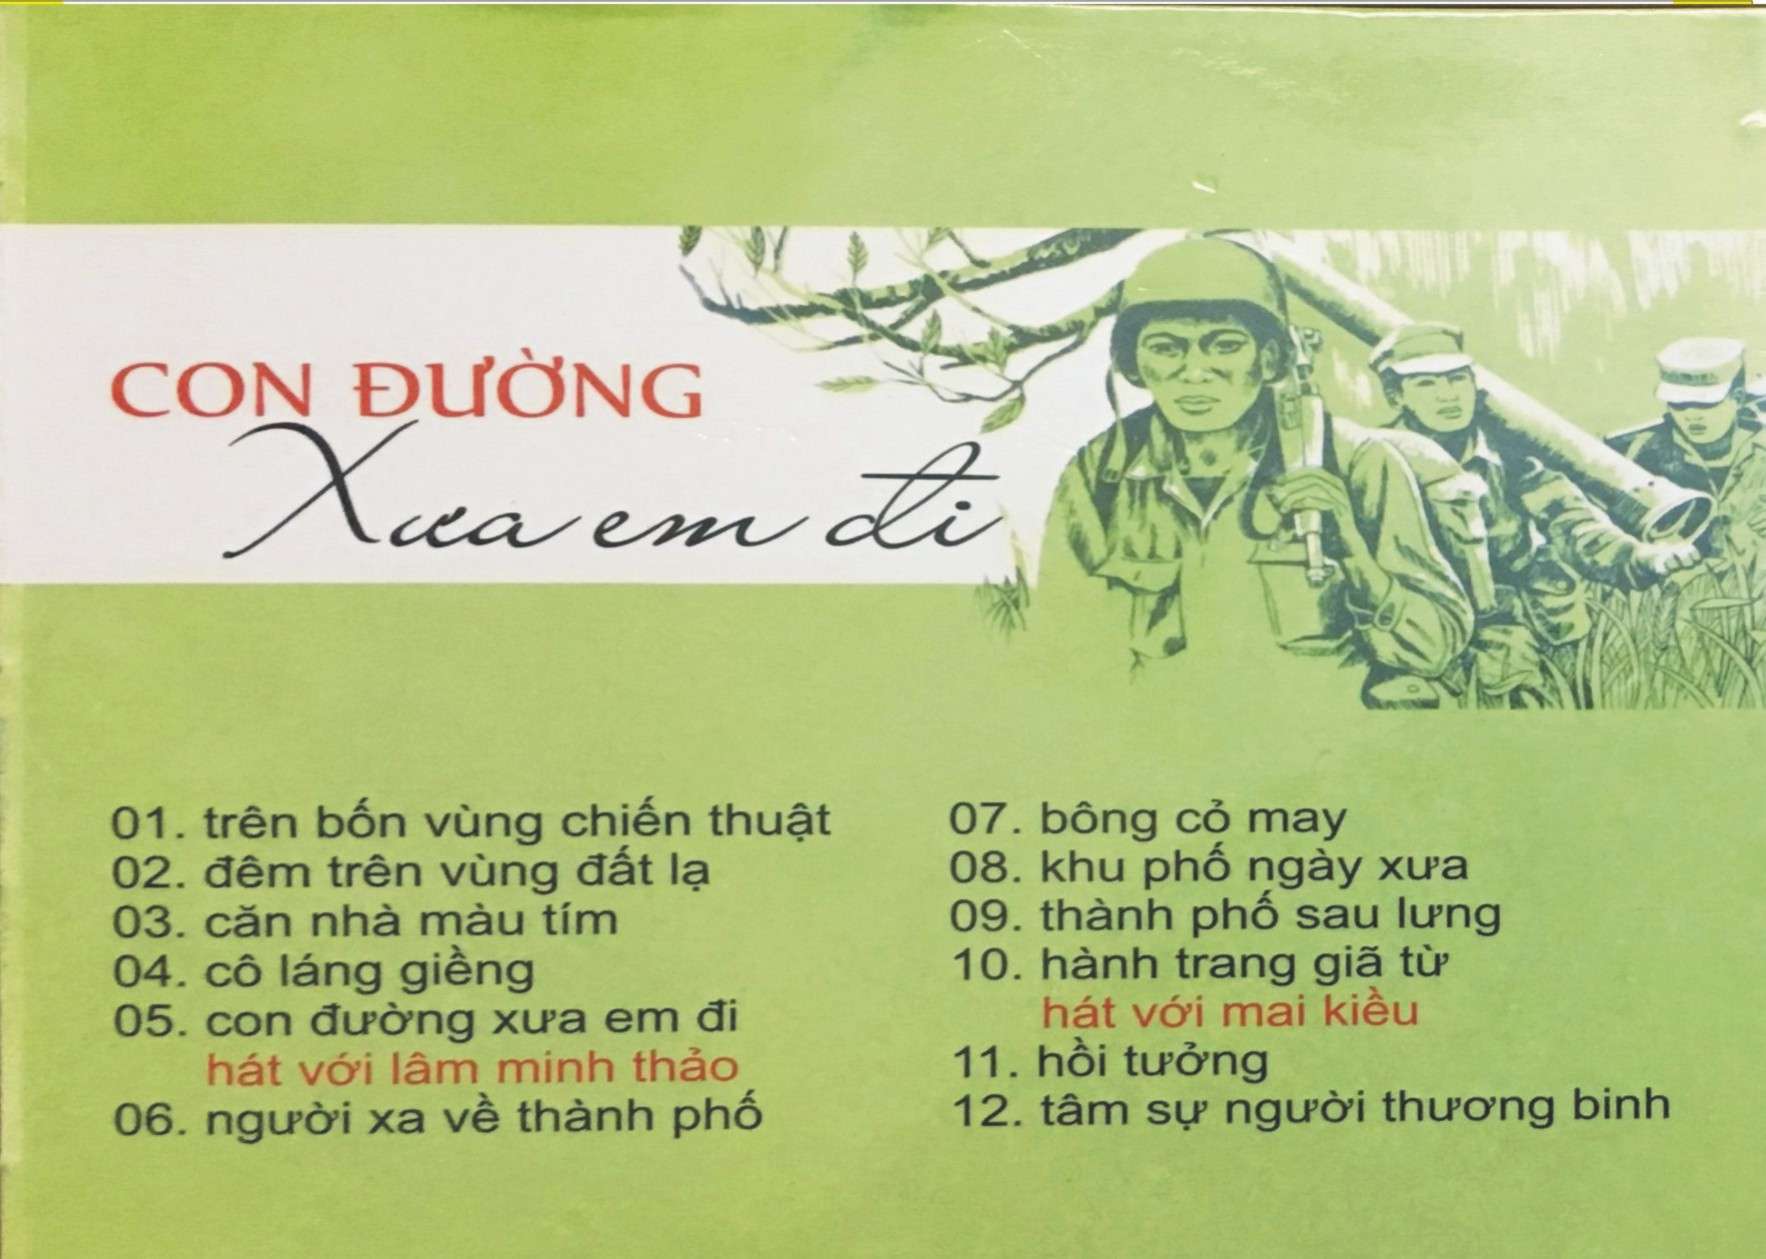 CON ĐƯỜNG
Xưa em đi
01. trên bốn vùng chiến thuật
02. đêm trên vùng đất lạ
03. căn nhà màu tím
04. cô láng giềng
05. con đường xưa em đi
hát với lâm minh thảo
06. người xa về thành phố
07. bông cỏ may
08. khu phố ngày xưa
09. thành phố sau lưng
10. hành trang giã từ
hát với mai kiều
11. hồi tưởng
12. tâm sự người thương binh